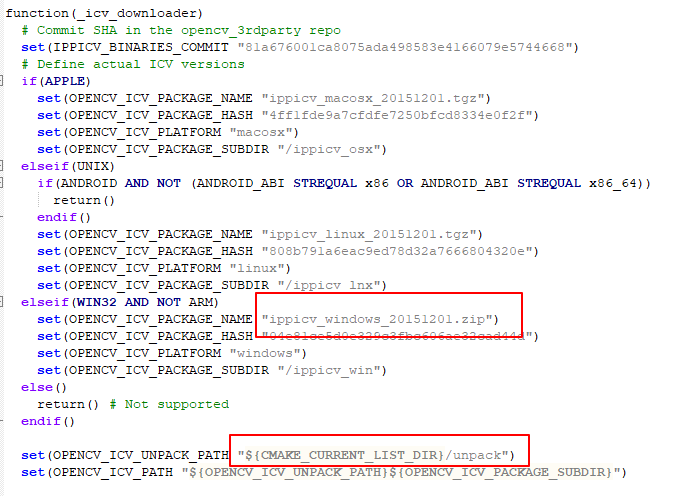 function(_icv_downloader)
# Commit SHA in the opencv_3rdparty repo
set(IPPICV_BINARIES_COMMIT "81a676001ca8075ada498583e4166079e5744668")
# Define actual ICV versions
if(APPLE)
set(OPENCV_ICV_PACKAGE_NAME "ippicv_macosx_20151201.tgz")
set(OPENCV_ICV_PACKAGE_HASH "4ff1fde9a7cfdfe7250bfcd8334e0f2f")
set(OPENCV_ICV_PLATFORM "macosx")
set(OPENCV_ICV_PACKAGE_SUBDIR "/ippicv_osx")
elseif(UNIX)
if(ANDROID AND NOT (ANDROID_ABI STREQUAL x86 OR ANDROID_ABI STREQUAL x86_64))
return()
endif()
set(OPENCV_ICV_PACKAGE_NAME "ippicv_linux_20151201.tgz")
set(OPENCV_ICV_PACKAGE_HASH "808b791a6eac9ed78d32a7666804320e")
set(OPENCV_ICV_PLATFORM "linux")
set(OPENCV_ICV_PACKAGE_SUBDIR "/ippicv_lnx")
elseif(WIN32 AND NOT ARM)
set(OPENCV_ICV_PACKAGE_NAME "ippicv_windows_20151201.zip")
set(OPENCV_ICV_PACKAGE_HASH "04e81ce5d0e329c3fbc606ae32cad44d")
set(OPENCV_ICV_PLATFORM "windows")
set(OPENCV_ICV_PACKAGE_SUBDIR "/ippicv_win")
else()
return() # Not supported
endif()
set(OPENCV_ICV_UNPACK_PATH "${CMAKE_CURRENT_LIST_DIR}/unpack")
set(OPENCV_ICV_PATH "${OPENCV_ICV_UNPACK_PATH}${OPENCV_ICV_PACKAGE_SUBDIR}")